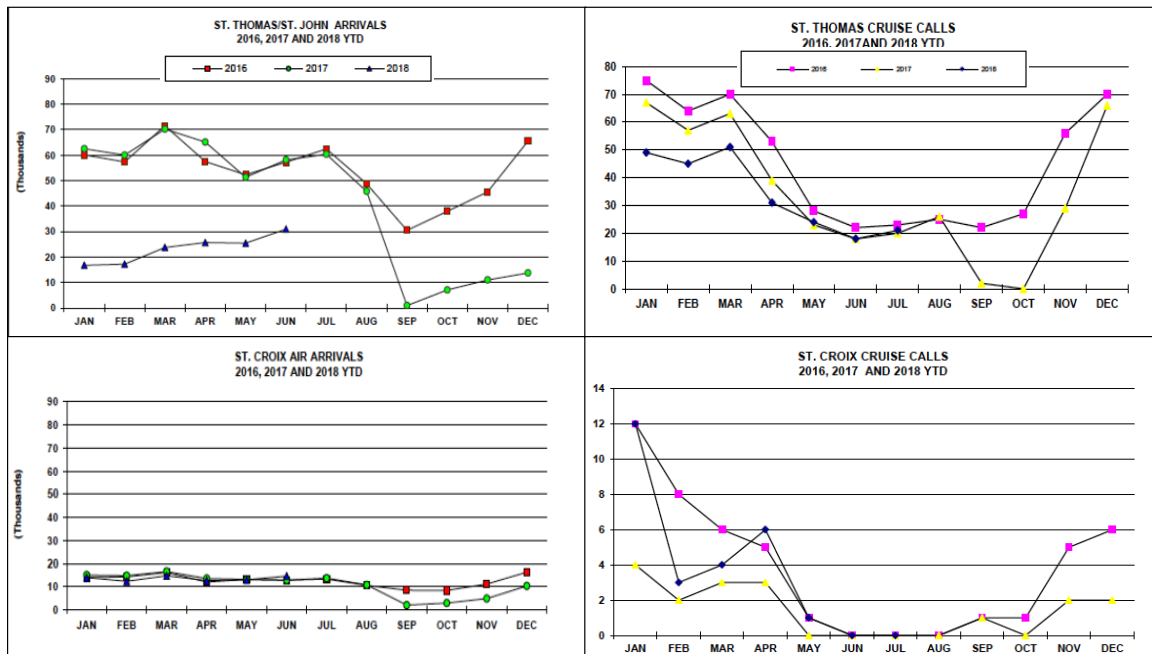 ST. THOMAS/ST. JOHN  ARRIVALS
2016, 2017 AND 2018 YTD
2016 2017 2018
(Thousands)
90
80
70
60
50
40
30
20
10
0
JAN FEB MAR APR MAY JUN JUL AUG SEP OCT NOV DEC
ST. THOMAS CRUISE CALLS
2016, 2017AND 2018 YTD
2016 2017 2018
80
70
60
50
40
30
20
10
0
JAN FEB MAR APR MAY JUN JUL AUG SEP OCT NOV DEC
ST. CROIX AIR ARRIVALS
2016, 2017 AND 2018 YTD
(Thousands)
90
80
70
60
50
40
30
20
10
0
JAN FEB MAR APR MAY JUN JUL AUG SEP OCT NOV DEC
ST. CROIX CRUISE CALLS
2016, 2017  AND 2018 YTD
14
12
10
8
6
4
2
0
JAN FEB MAR APR MAY JUN JUL AUG SEP OCT NOV DEC